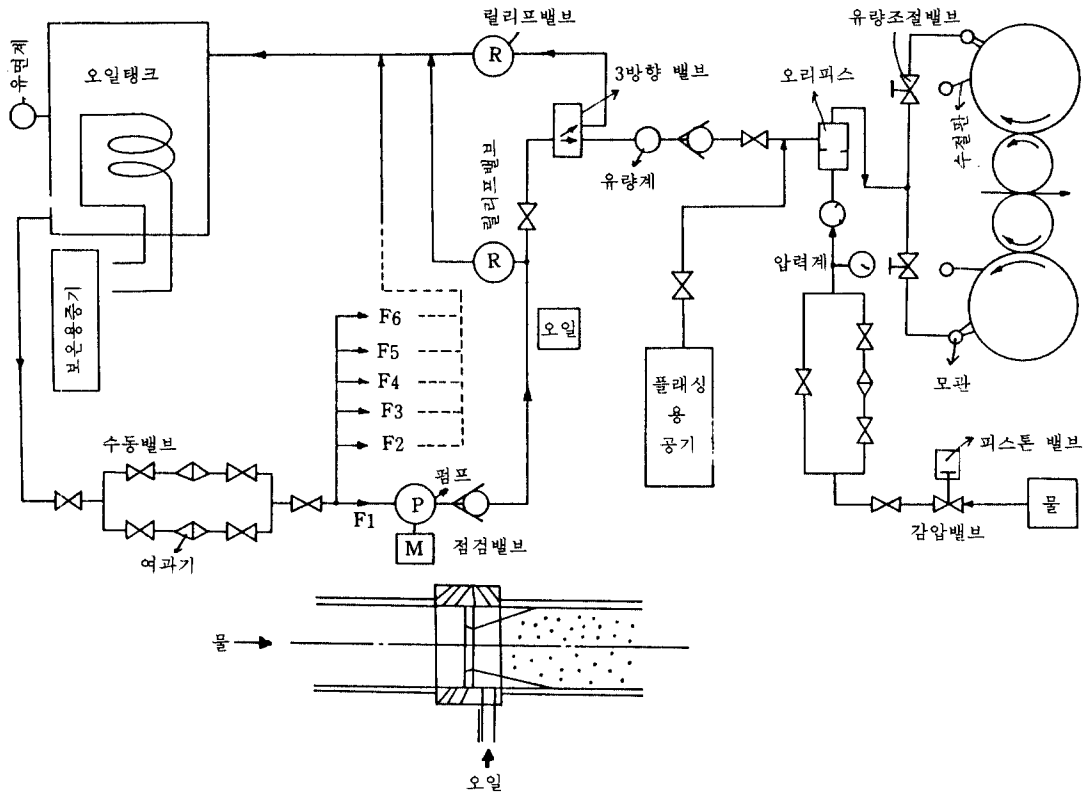 릴리프밸브
유량조절밸브
유면계
오일탱크
R
3방향 밸브
오리피스
수절판
릴리프밸브
유량계
R
압력계
보온용증기
F6
F5
F4
F3
F2
오일
플래싱
용
공기
모관
수동밸브
피스톤 밸브
펌프
P
F1
M
점검밸브
여과기
물
감압밸브
물
오일